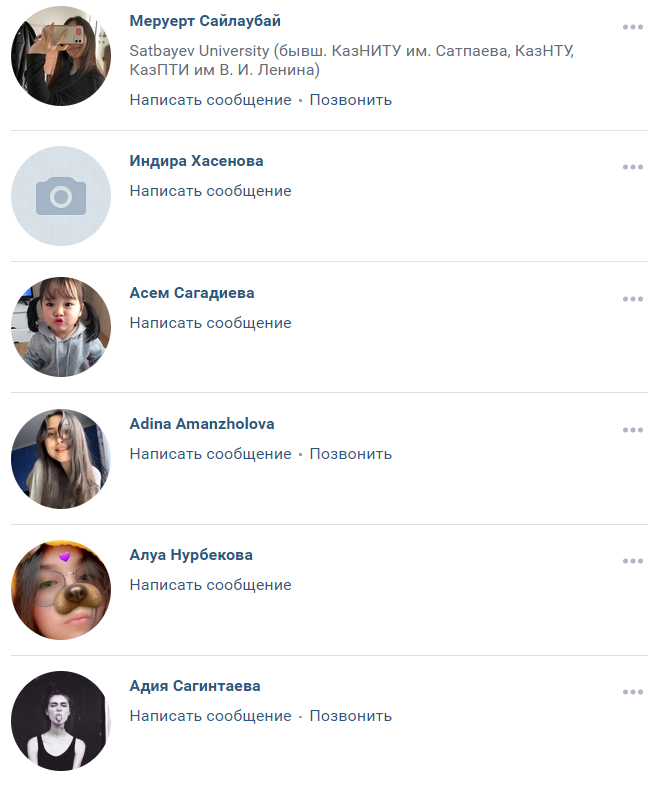 Меруерт Сайлаубай
Satbayev University (бывш. КазНИТУ им. Сатпаева, КазНТУ,
КазПТИ им В. И. Ленина)
Написать сообщение • Позвонить
Индира Хасенова
Написать сообщение
Асем Сагадиева
Написать сообщение
Adina Amanzholova
Написать сообщение • Позвонить
Алуа Нурбекова
Написать сообщение
Адия Сагинтаева
Написать сообщение • Позвонить